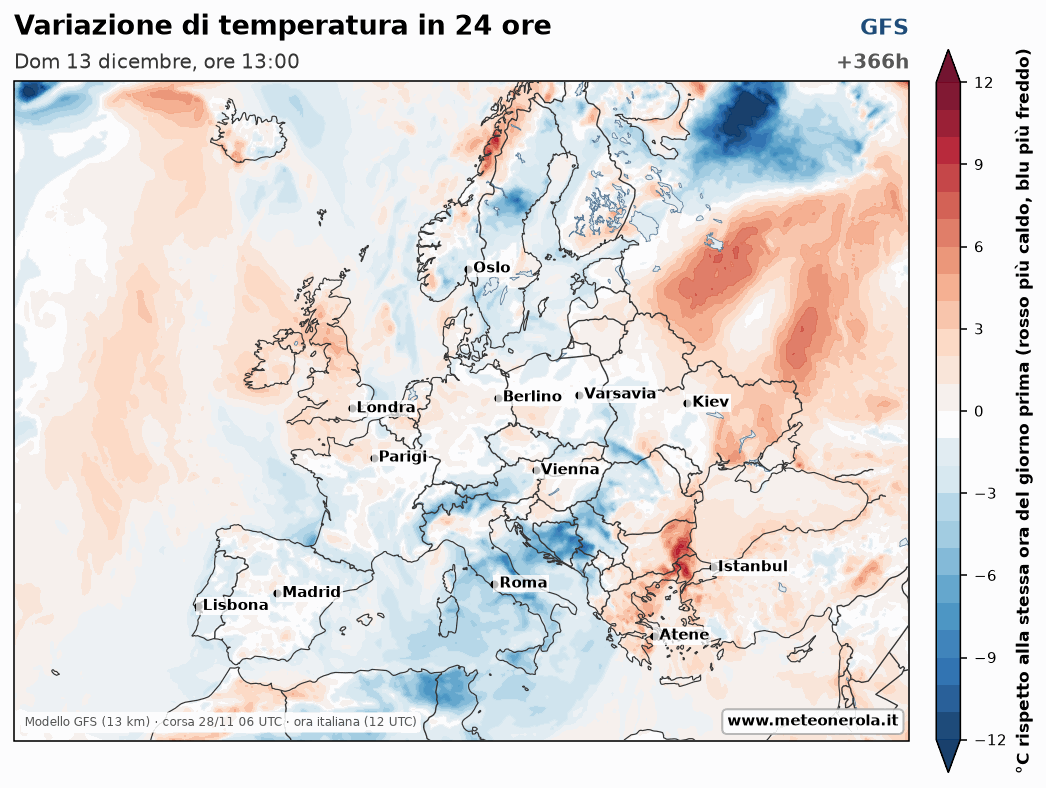 Variazione di temperatura in 24 ore
GFS
Dom 13 dicembre, ore 13:00
+366h
Oslo
Londra
Berlino
Varsavia
Kiev
Parigi
Vienna
Istanbul
Roma
Madrid
Lisbona
Atene
Modello GFS (13 km) · corsa 28/11 06 UTC · ora italiana (12 UTC)
www.meteonerola.it
12
9
6
3
0
−3
−6
−9
−12
°C rispetto alla stessa ora del giorno prima (rosso più caldo, blu più freddo)